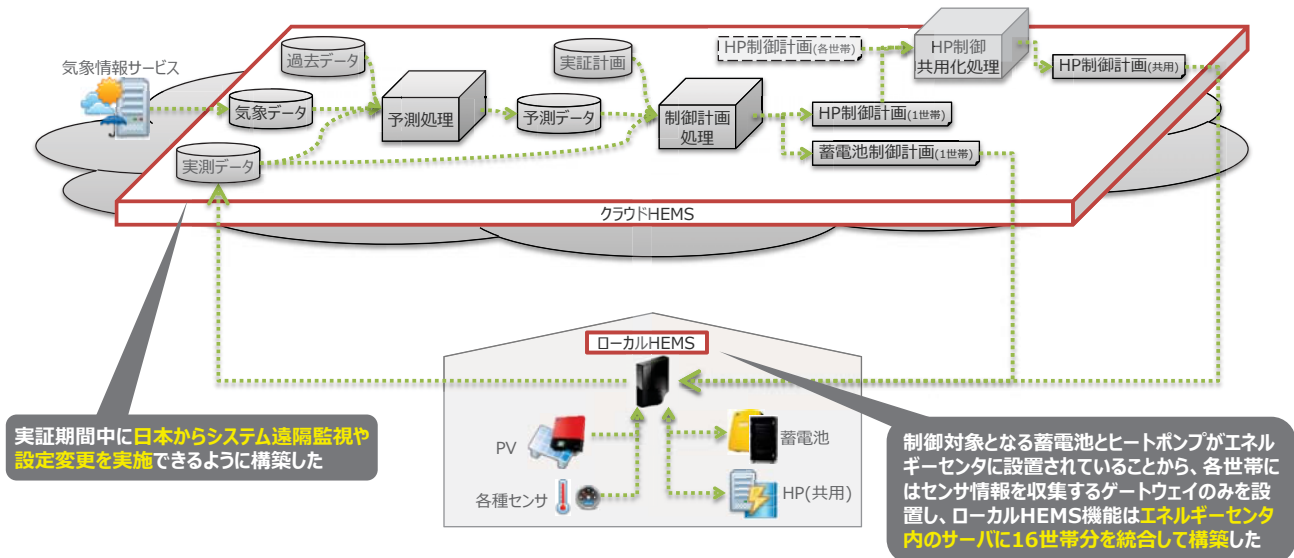 気象情報サービス
過去データ
気象データ
実測データ
予測処理
実証計画
予測データ
制御計画
処理
HP制御計画(各世帯)
HP制御
共用化処理
HP制御計画(共用)
HP制御計画(1世帯)
蓄電池制御計画(1世帯)
クラウドHEMS
ローカルHEMS
PV
蓄電池
各種センサ
HP(共用)
実証期間中に日本からシステム遠隔監視や
設定変更を実施できるように構築した
制御対象となる蓄電池とヒートポンプがエネル
ギーセンタに設置されていることから、各世帯に
はセンサ情報を収集するゲートウェイのみを設
置し、ローカルHEMS機能はエネルギーセンタ
内のサーバに16世帯分を統合して構築した